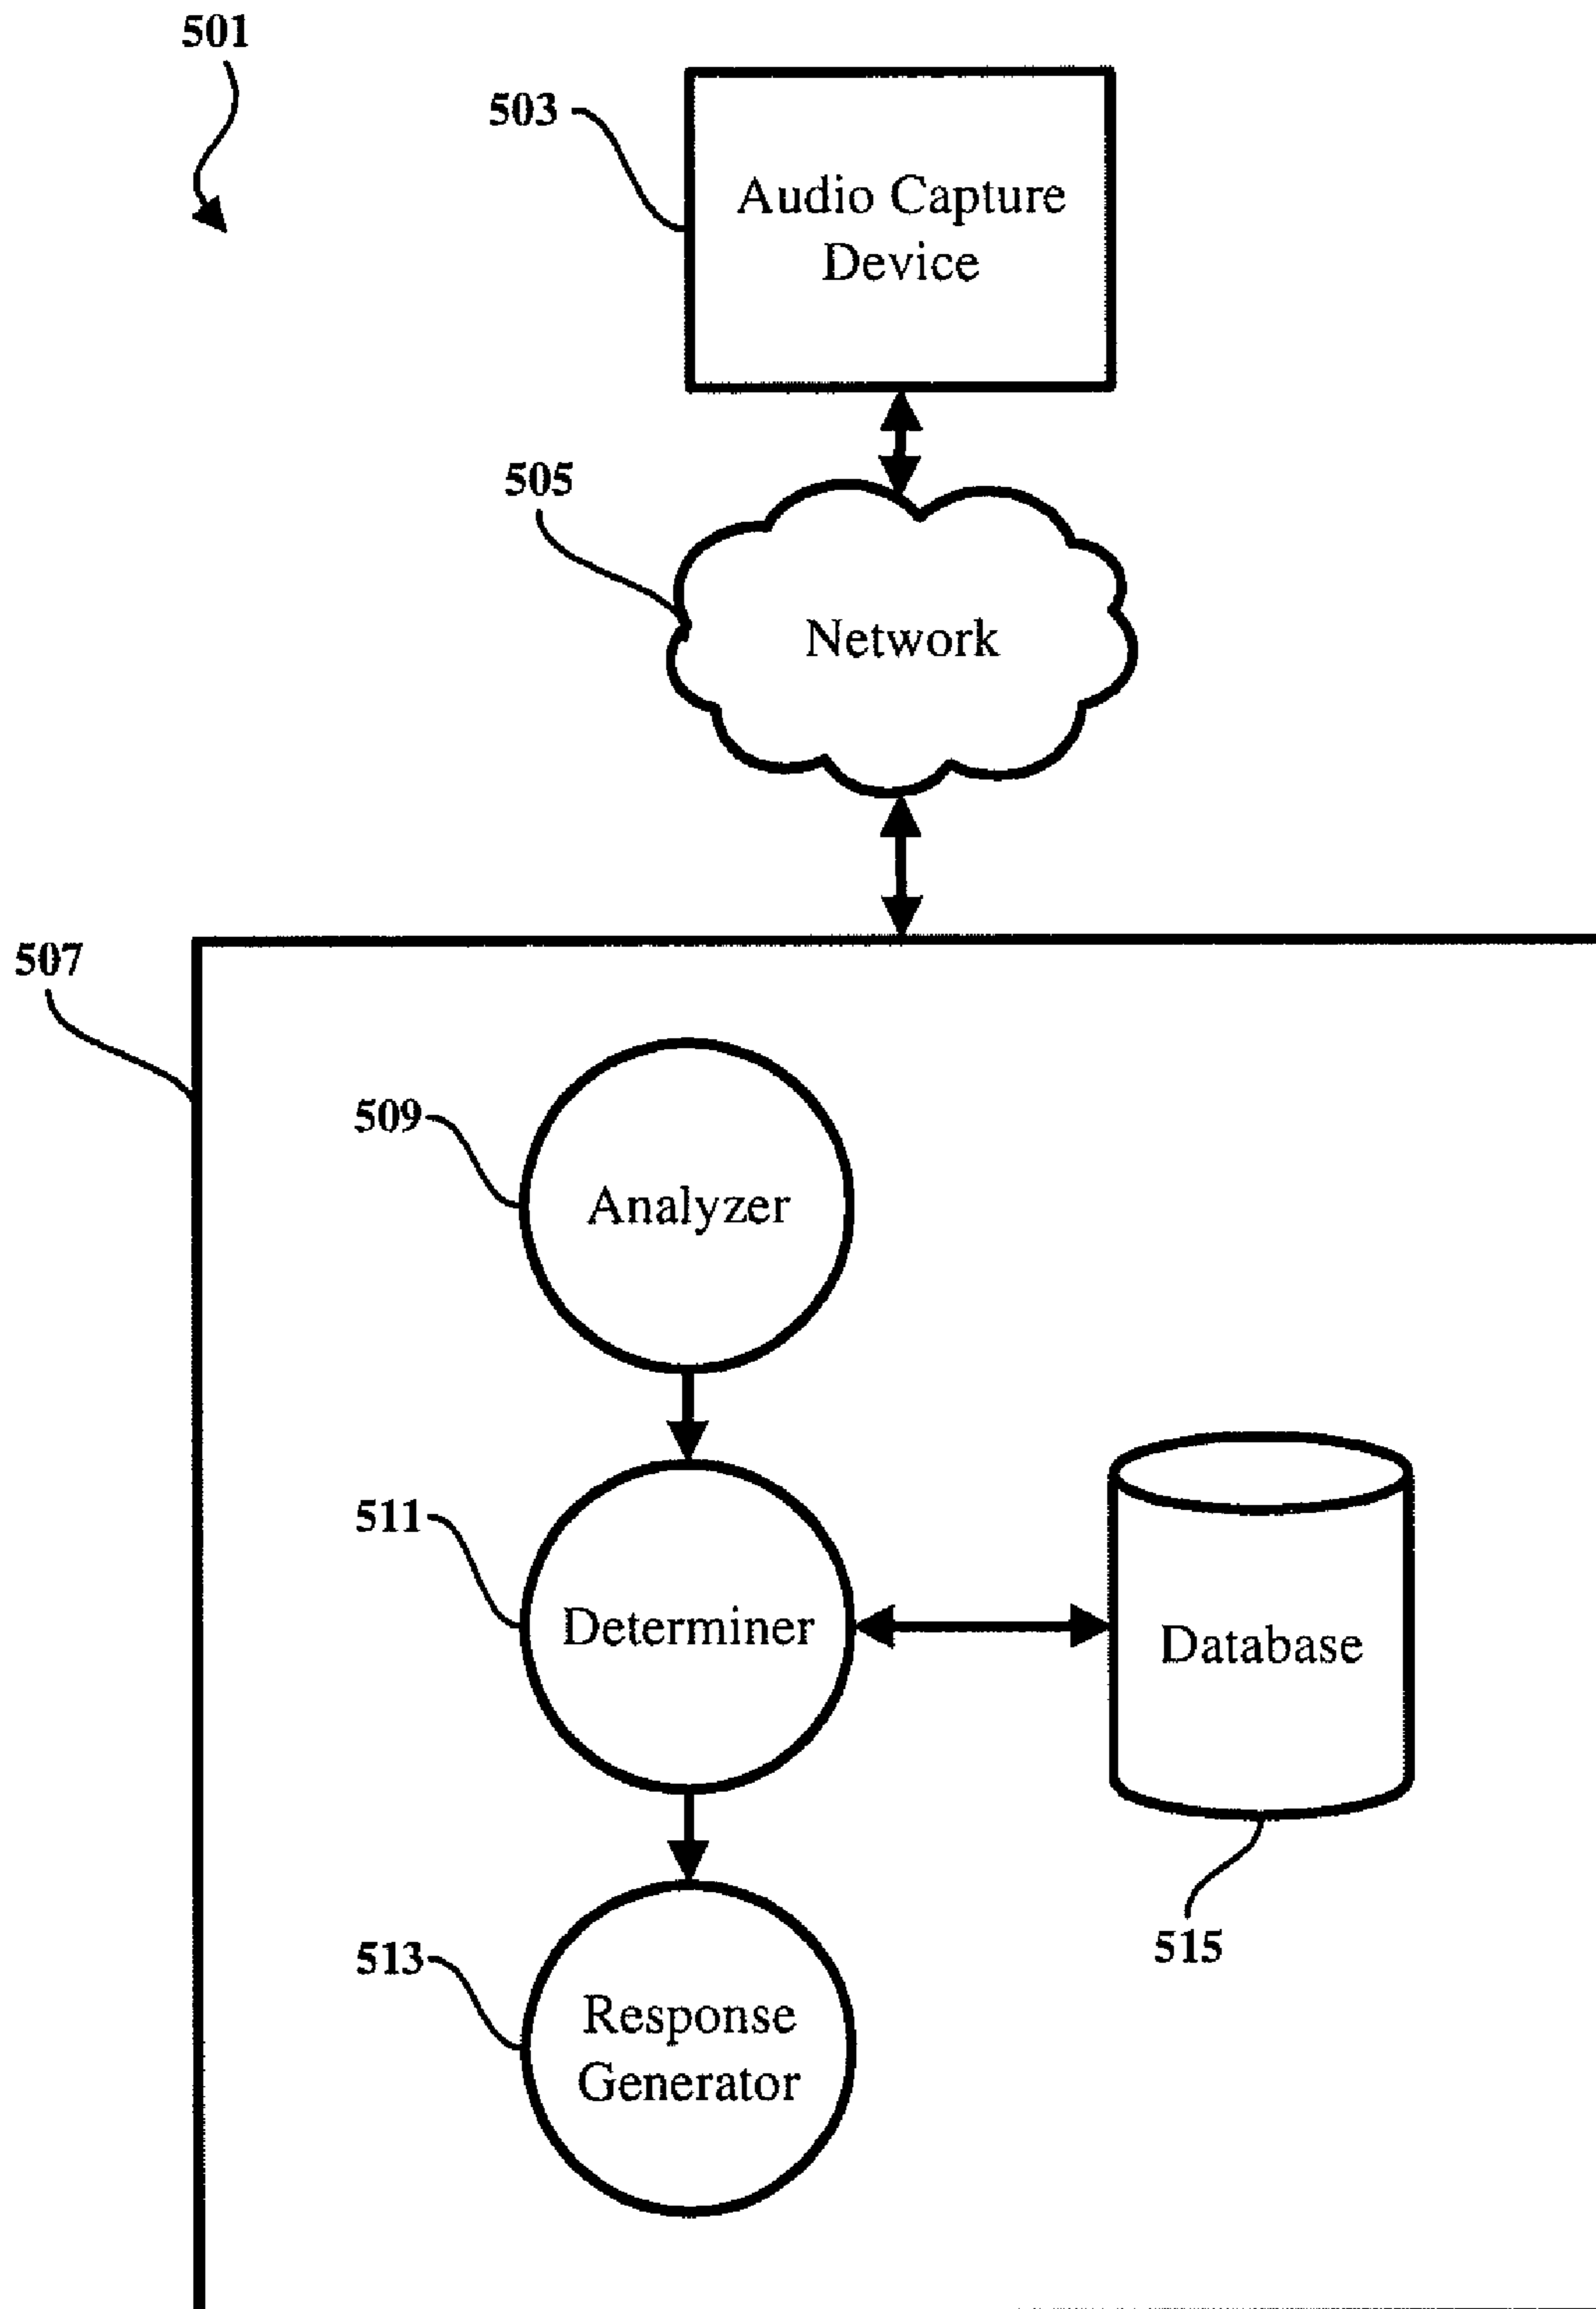 501
503
Audio Capture
Device
505
Network
507
509
Analyzer
511
Determiner
Database
513
Response
Generator
515